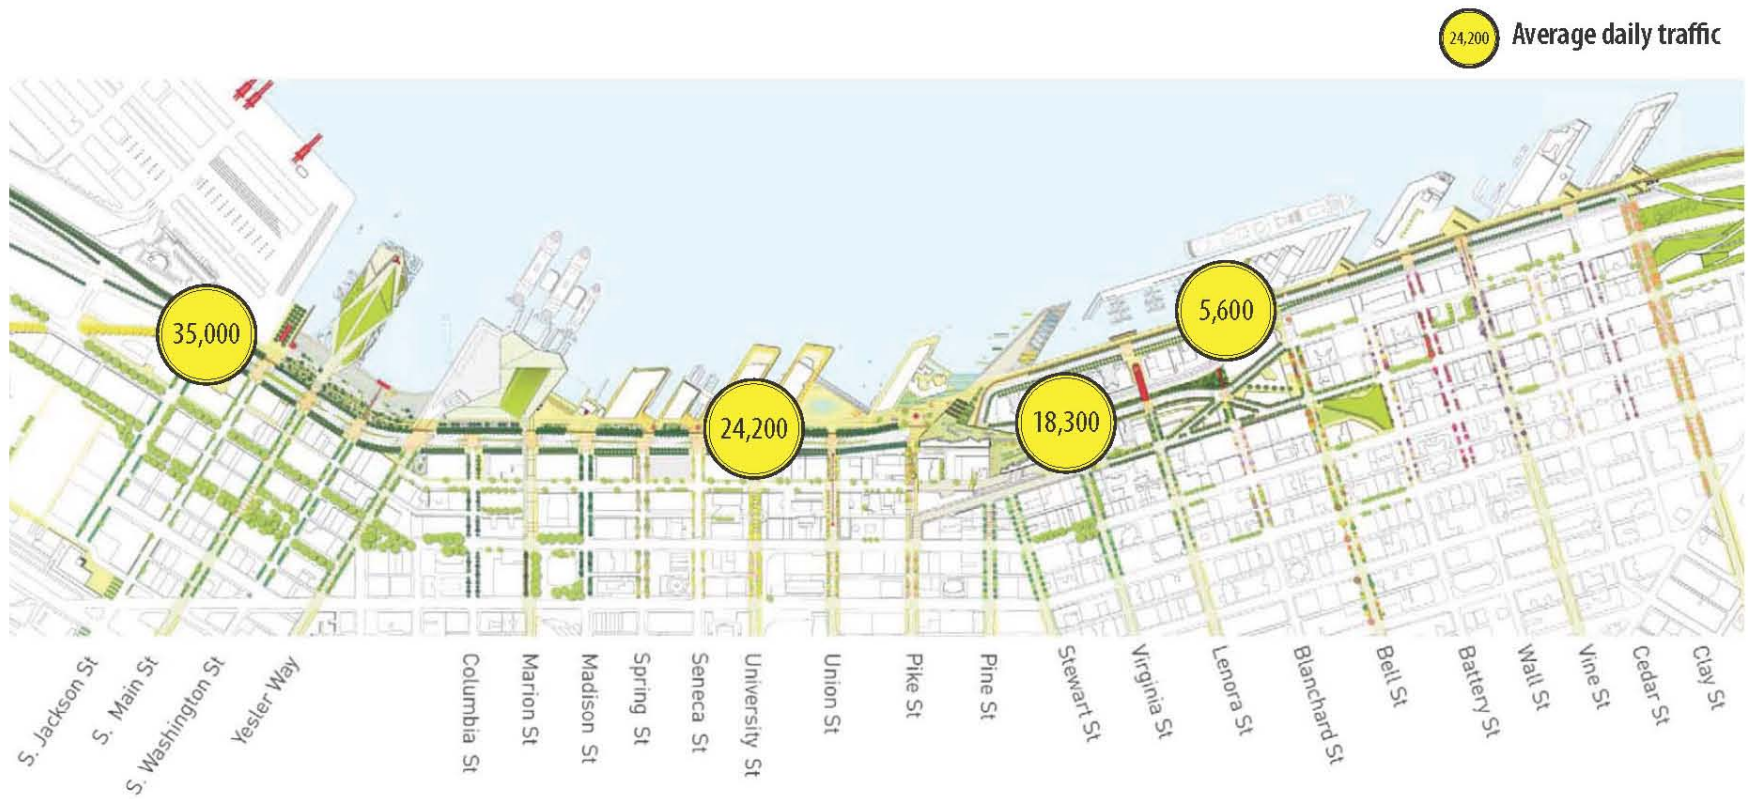 24,200 Average daily traffic
35,000
24,200
18,300
5,600
S. Jackson St
S. Main St
S. Washington St
Yesler Way
Columbia St
Marion St
Madison St
Spring St
Seneca St
University St
Union St
Pike St
Pine St
Stewart St
Virginia St
Lenora St
Blanchard St
Bell St
Battery St
Wall St
Vine St
Cedar St
Clay St